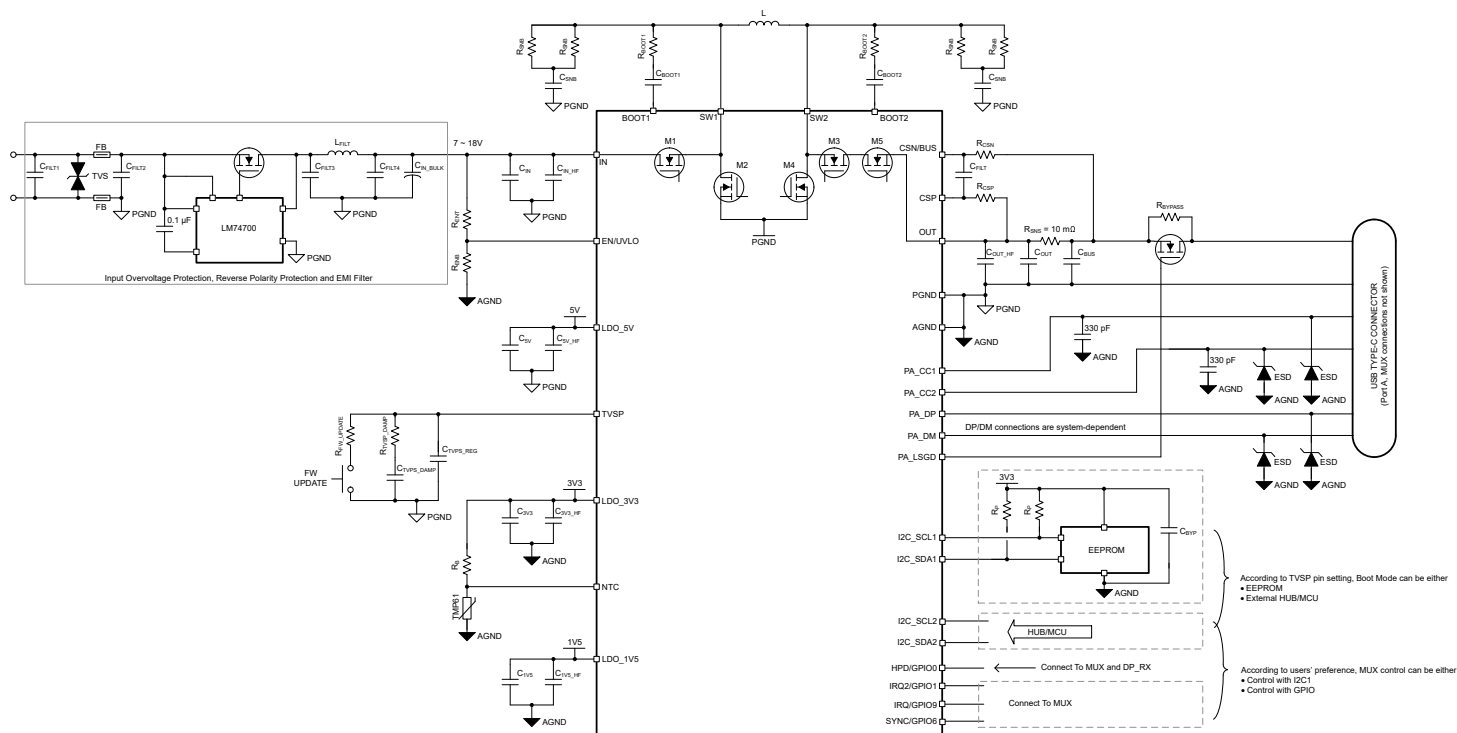 L
RSNB
RSNB
RBOOT1
RBOOT2
RSNB
RSNB
CSNB
CBOOT1
CBOOT2
CSNB
PGND
PGND
BOOT1
SW1
SW2
BOOT2
FB
LFILT
7 ~ 18V
M1
M2
M4
M3
M5
IN
CSN/BUS
RCSN
CFILT1
TVS
CFILT2
CFILT3
CFILT4
CIN_BULK
CIN
CIN_HF
CFILT
RCSP
CSP
FB
PGND
PGND
PGND
PGND
0.1 µF
LM74700
PGND
RENT
EN/UVLO
RENB
AGND
Input Overvoltage Protection, Reverse Polarity Protection and EMI Filter
OUT
RSNS = 10 mΩ
RBYPASS
COUT_HF
COUT
CBUS
PGND
PGND
AGND
AGND
5V
LDO_5V
C5V
C5V_HF
PGND
330 pF
AGND
330 pF
AGND
PA_CC1
PA_CC2
ESD
ESD
AGND
AGND
PA_DP
DP/DM connections are system-dependent
PA_DM
PA_LSGD
ESD
ESD
AGND
AGND
USB TYPE-C CONNECTOR
(Port A, MUX connections not shown)
TVSP
RFW_UPDATE
RTVSP_DAMP
CTVPS_DAMP
CTVPS_REG
FW
UPDATE
PGND
3V3
LDO_3V3
C3V3
C3V3_HF
AGND
RB
NTC
TMP61
AGND
1V5
LDO_1V5
C1V5
C1V5_HF
AGND
3V3
RP
RP
CBYP
I2C_SCL1
I2C_SDA1
EEPROM
AGND
According to TVSP pin setting, Boot Mode can be either
• EEPROM
• External HUB/MCU
I2C_SCL2
I2C_SDA2
HUB/MCU
HPD/GPIO0
Connect To MUX and DP_RX
IRQ2/GPIO1
IRQ/GPIO9
SYNC/GPIO6
Connect To MUX
According to users' preference, MUX control can be either
• Control with I2C1
• Control with GPIO